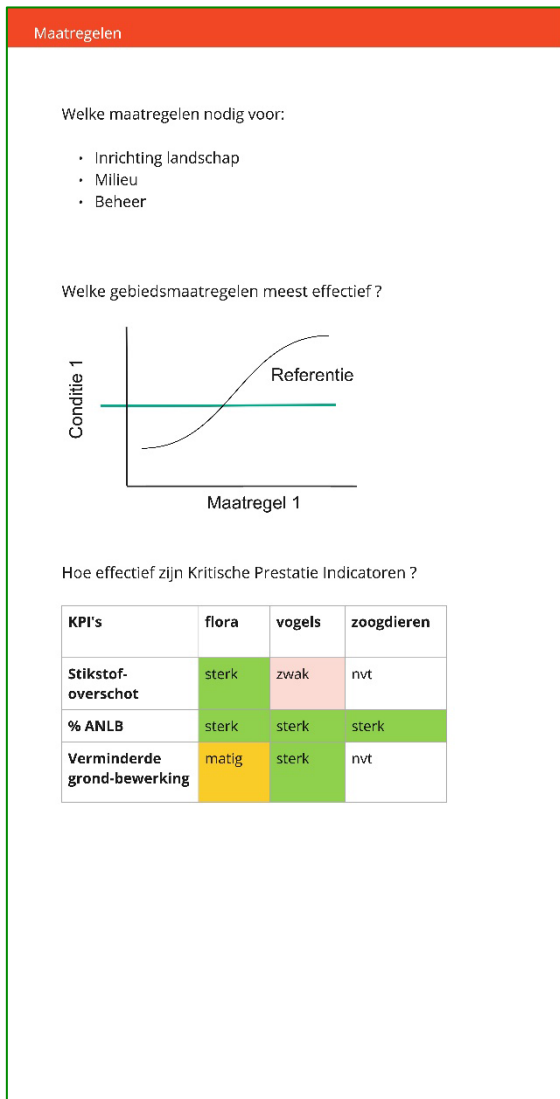 Maatregelen
Welke maatregelen nodig voor:
• Inrichting landschap
• Milieu
• Beheer
Welke gebiedsmaatregelen meest effectief ?
Conditie 1
Referentie
Maatregel 1
Hoe effectief zijn Kritische Prestatie Indicatoren ?
KPI's flora vogels zoogdieren
Stikstof-
overschot sterk zwak nvt
% ANLB sterk sterk sterk
Verminderde
grond-bewerking matig sterk nvt